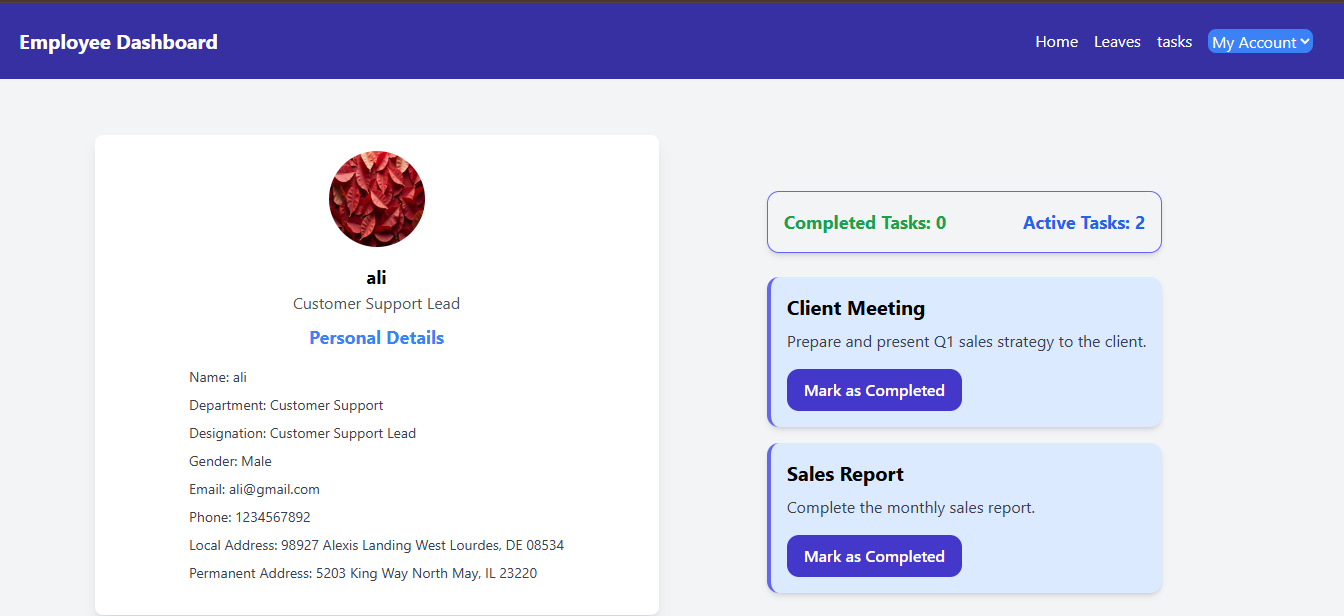 Employee Dashboard
Home Leaves tasks My Account
ali
Customer Support Lead
Personal Details
Name: ali
Department: Customer Support
Designation: Customer Support Lead
Gender: Male
Email: ali@gmail.com
Phone: 1234567892
Local Address: 98927 Alexis Landing West Lourdes, DE 08534
Permanent Address: 5203 King Way North May, IL 23220
Completed Tasks: 0 Active Tasks: 2
Client Meeting
Prepare and present Q1 sales strategy to the client.
Mark as Completed
Sales Report
Complete the monthly sales report.
Mark as Completed